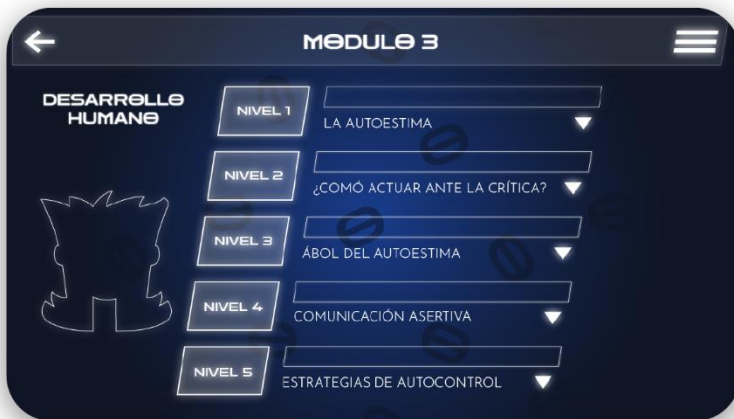 MODULO 3
DESARROLLO
HUMANO
NIVEL 1
LA AUTOESTIMA
NIVEL 2
¿COMÓ ACTUAR ANTE LA CRÍTICA?
NIVEL 3
ÁBOL DEL AUTOESTIMA
NIVEL 4
COMUNICACIÓN ASERTIVA
NIVEL 5
ESTRATEGIAS DE AUTOCONTROL